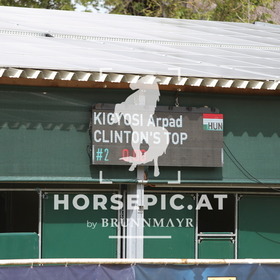 KIGYOSI Arpad
HUN
CLINTON'S TOP
#2
HORSEPIC.AT
by BRUNNMAYR